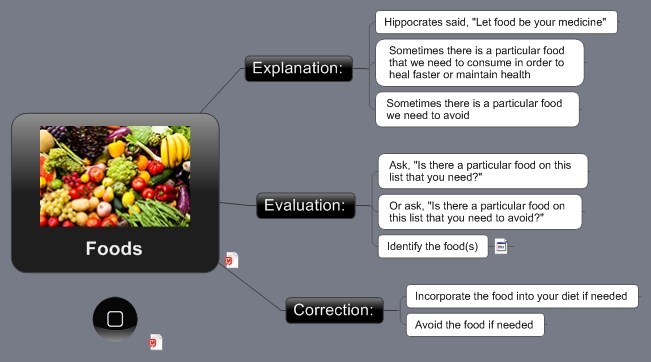 Foods
Explanation:
Hippocrates said, "Let food be your medicine"
Sometimes there is a particular food
that we need to consume in order to
heal faster or maintain health
Sometimes there is a particular food
we need to avoid
Evaluation:
Ask, "Is there a particular food on this
list that you need?"
Or ask, "Is there a particular food on
this list that you need to avoid?"
Identify the food(s)
Correction:
Incorporate the food into your diet if needed
Avoid the food if needed